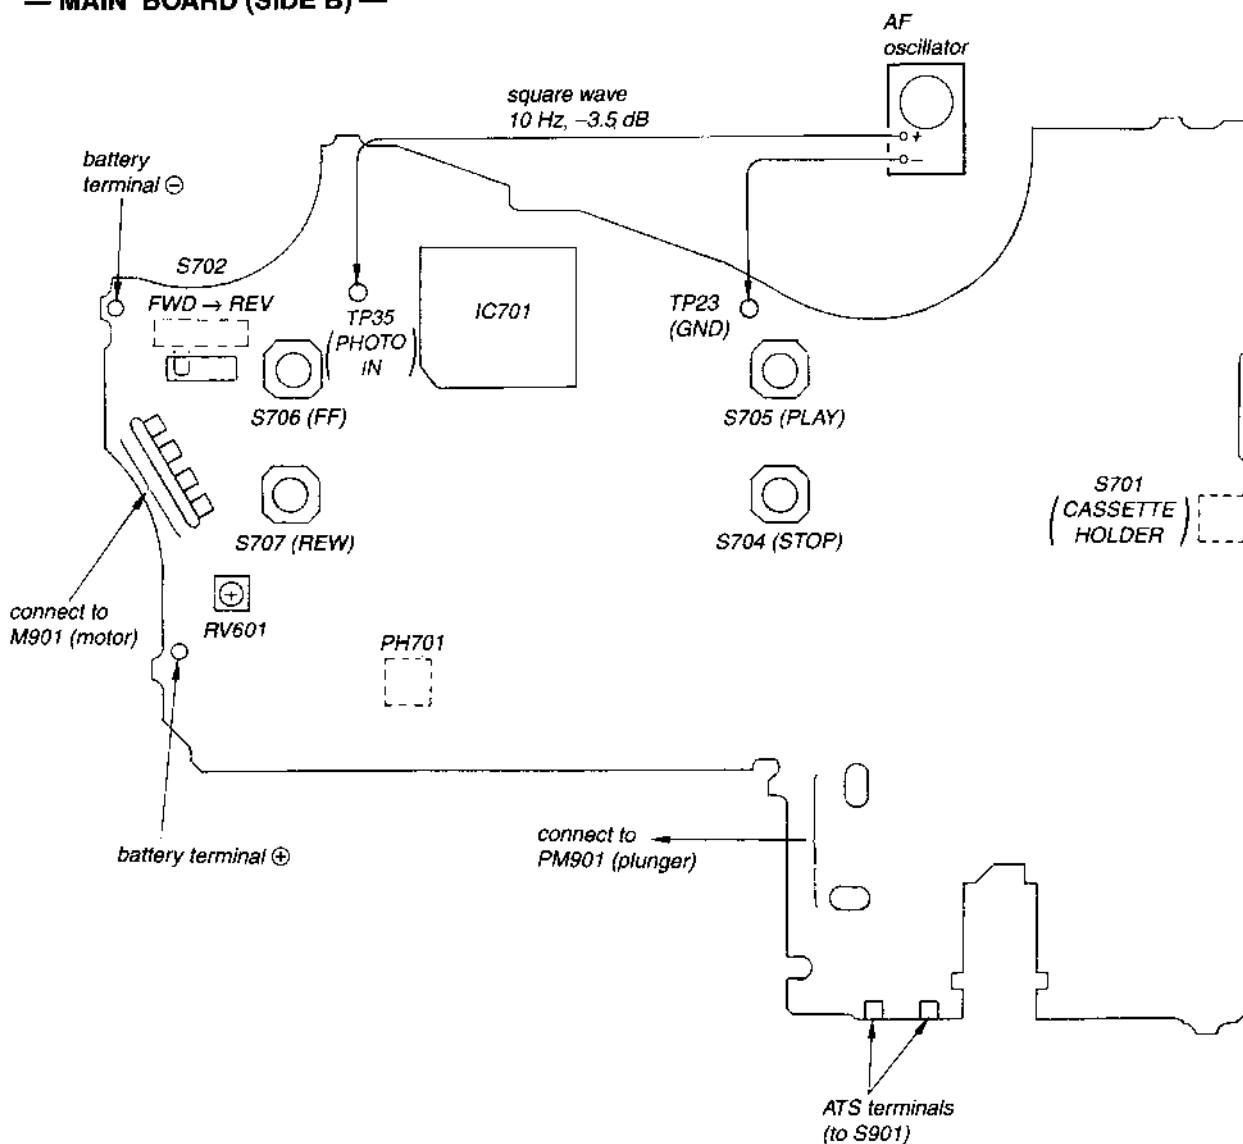 — MAIN BOARD (SIDE B) —
AF
oscillator
+
−
square wave
10 Hz, −3.5 dB
battery
terminal ⊖
S702
FWD → REV
TP35
(PHOTO
IN)
IC701
TP23
(GND)
S706 (FF)
S705 (PLAY)
S707 (REW)
S704 (STOP)
S701
(CASSETTE
HOLDER)
connect to
M901 (motor)
RV601
PH701
battery terminal ⊕
connect to
PM901 (plunger)
ATS terminals
(to S901)